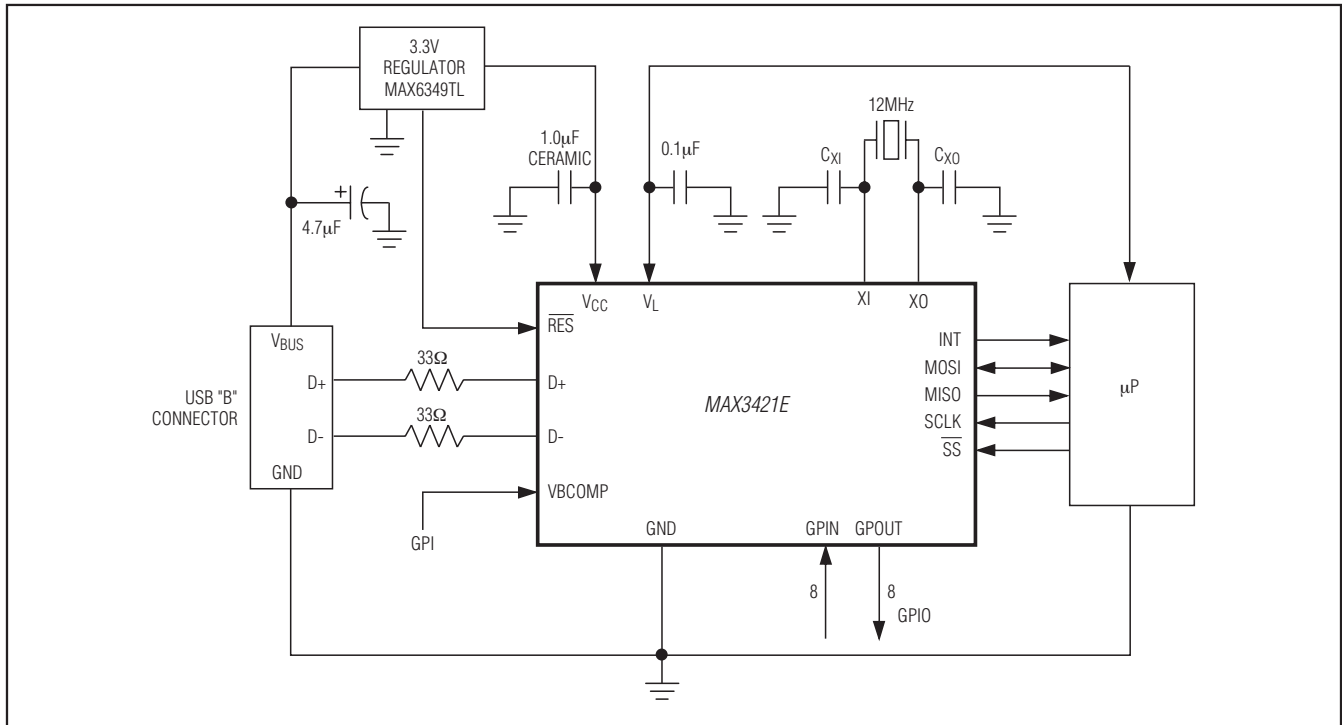 3.3V
REGULATOR
MAX6349TL
1.0µF
CERAMIC
0.1µF
12MHz
CXI
CXO
4.7µF
+
VCC
VL
XI
XO
RES
VBUS
D+
D-
GND
USB "B"
CONNECTOR
33Ω
33Ω
D+
D-
VBCOMP
GPI
MAX3421E
GND
GPIN
GPOUT
INT
MOSI
MISO
SCLK
SS
µP
8
8
GPIO